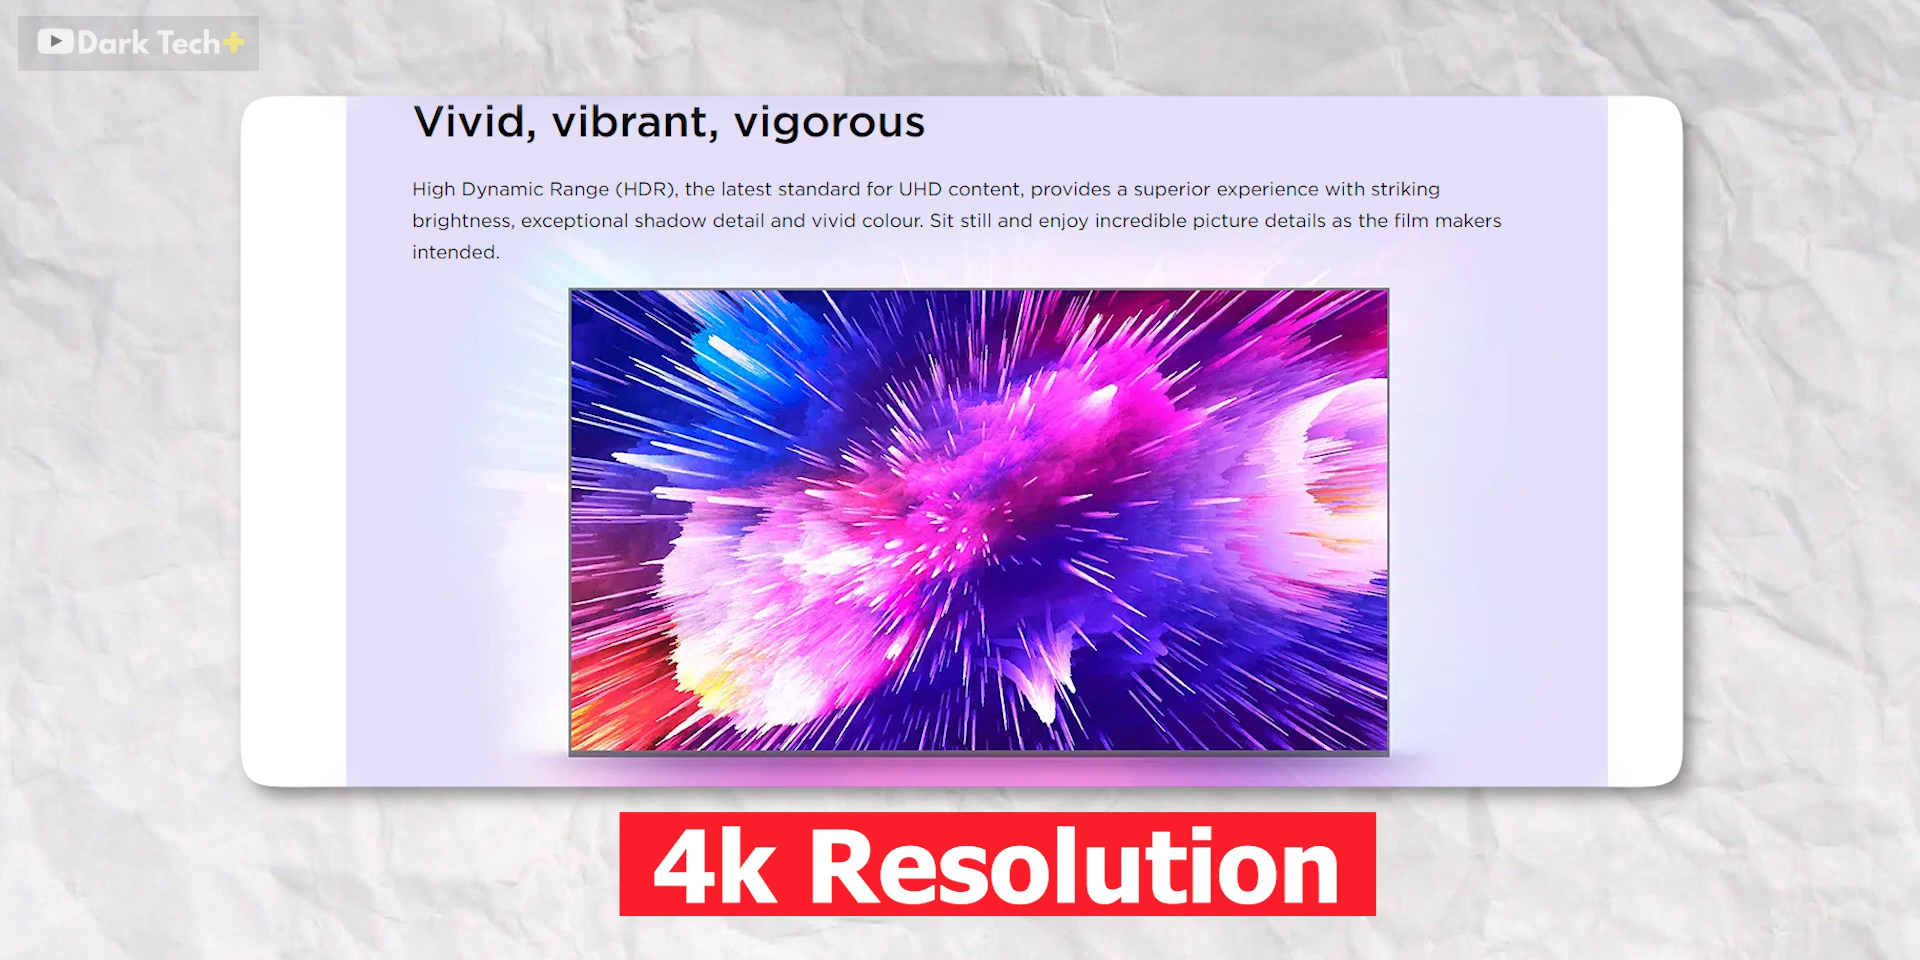 Dark Tech+
Vivid, vibrant, vigorous
High Dynamic Range (HDR), the latest standard for UHD content, provides a superior experience with striking
brightness, exceptional shadow detail and vivid colour. Sit still and enjoy incredible picture details as the film makers
intended.
4k Resolution